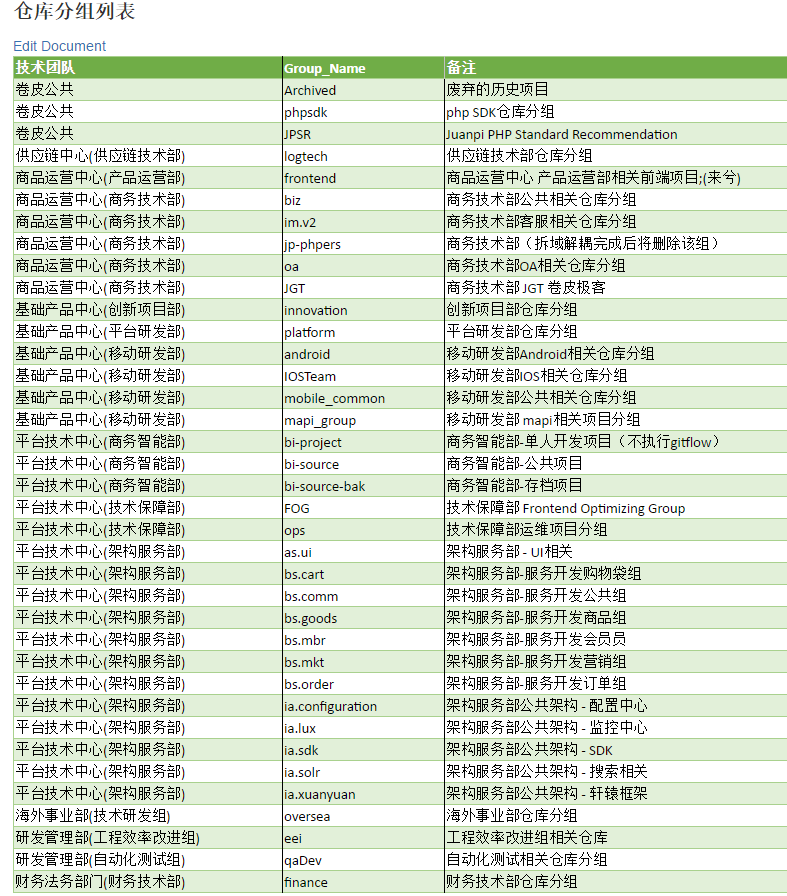 仓库分组列表
Edit Document
技术团队 Group_Name 备注
卷皮公共 Archived 废弃的历史项目
卷皮公共 phpsdk php SDK仓库分组
卷皮公共 JPSR Juanpi PHP Standard Recommendation
供应链中心(供应链技术部) logtech 供应链技术部仓库分组
商品运营中心(产品运营部) frontend 商品运营中心 产品运营部相关前端项目;(来兮)
商品运营中心(商务技术部) biz 商务技术部公共相关仓库分组
商品运营中心(商务技术部) im.v2 商务技术部客服相关仓库分组
商品运营中心(商务技术部) jp-phpers 商务技术部（拆域解耦完成后将删除该组）
商品运营中心(商务技术部) oa 商务技术部OA相关仓库分组
商品运营中心(商务技术部) JGT 商务技术部 JGT 卷皮极客
基础产品中心(创新项目部) innovation 创新项目部仓库分组
基础产品中心(平台研发部) platform 平台研发部仓库分组
基础产品中心(移动研发部) android 移动研发部Android相关仓库分组
基础产品中心(移动研发部) IOSTeam 移动研发部IOS相关仓库分组
基础产品中心(移动研发部) mobile_common 移动研发部公共相关仓库分组
基础产品中心(移动研发部) mapi_group 移动研发部 mapi相关项目分组
平台技术中心(商务智能部) bi-project 商务智能部-单人开发项目（不执行gitflow）
平台技术中心(商务智能部) bi-source 商务智能部-公共项目
平台技术中心(商务智能部) bi-source-bak 商务智能部-存档项目
平台技术中心(技术保障部) FOG 技术保障部 Frontend Optimizing Group
平台技术中心(技术保障部) ops 技术保障部运维项目分组
平台技术中心(架构服务部) as.ui 架构服务部 - UI相关
平台技术中心(架构服务部) bs.cart 架构服务部-服务开发购物袋组
平台技术中心(架构服务部) bs.comm 架构服务部-服务开发公共组
平台技术中心(架构服务部) bs.goods 架构服务部-服务开发商品组
平台技术中心(架构服务部) bs.mbr 架构服务部-服务开发会员员
平台技术中心(架构服务部) bs.mkt 架构服务部-服务开发营销组
平台技术中心(架构服务部) bs.order 架构服务部-服务开发订单组
平台技术中心(架构服务部) ia.configuration 架构服务部公共架构 - 配置中心
平台技术中心(架构服务部) ia.lux 架构服务部公共架构 - 监控中心
平台技术中心(架构服务部) ia.sdk 架构服务部公共架构 - SDK
平台技术中心(架构服务部) ia.solr 架构服务部公共架构 - 搜索相关
平台技术中心(架构服务部) ia.xuanyuan 架构服务部公共架构 - 轩辕框架
海外事业部(技术研发组) oversea 海外事业部仓库分组
研发管理部(工程效率改进组) eei 工程效率改进组相关仓库
研发管理部(自动化测试组) qaDev 自动化测试相关仓库分组
财务法务部门(财务技术部) finance 财务技术部仓库分组